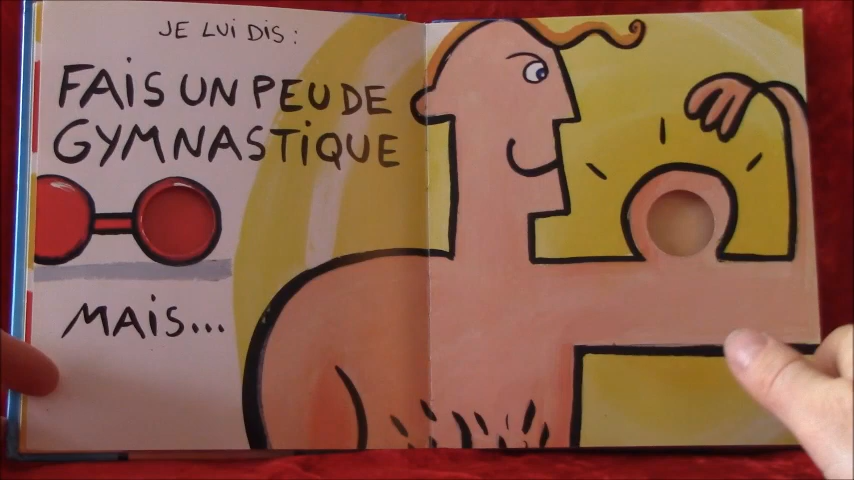 JE LUi DiS :
FAiS UN PEU DE
GYMNASTiQUE
MAiS...